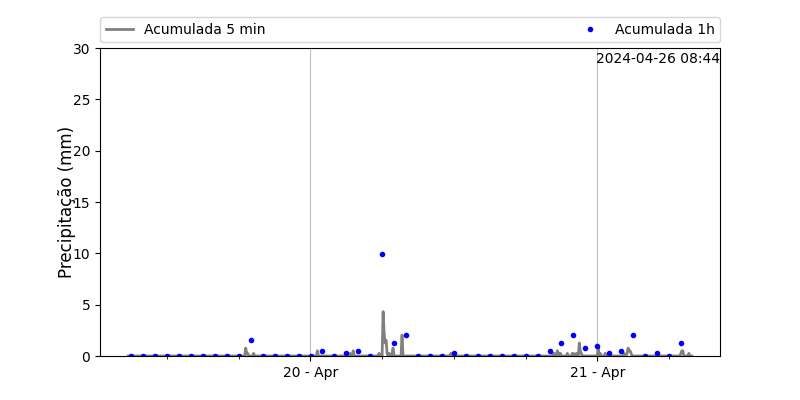 Acumulada 5 min
Acumulada 1h
2024-04-26 08:44
Precipitação (mm)
30
25
20
15
10
5
0
20 - Apr
21 - Apr